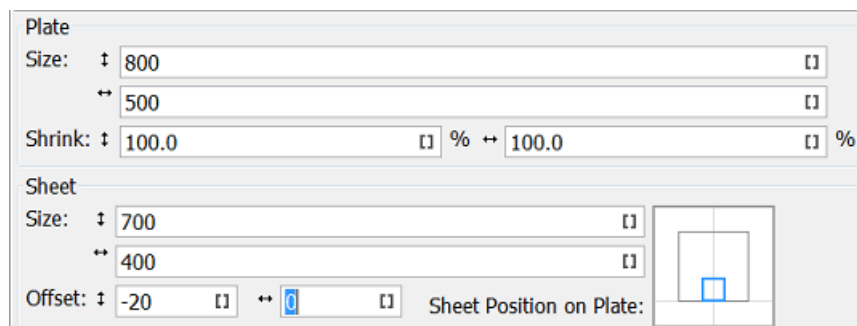 Plate
Size: ↕ 800 []
↔ 500 []
Shrink: ↕ 100.0 [] % ↔ 100.0 [] %
Sheet
Size: ↕ 700 []
↔ 400 []
Offset: ↕ -20 [] ↔ 0 [] Sheet Position on Plate: